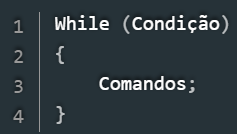 1 While (Condição)
2 {
3     Comandos;
4 }